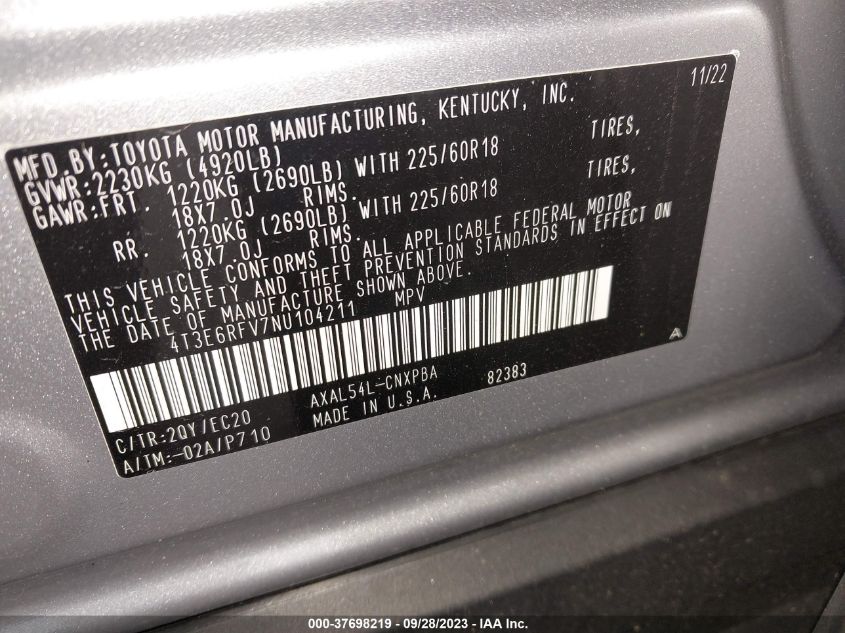 11/22
MFD.BY:TOYOTA MOTOR MANUFACTURING, KENTUCKY, INC.
GVWR:2230KG (4920LB)
GAWR:FRT. 1220KG (2690LB) WITH 225/60R18 TIRES,
18X7.0J RIMS.
RR. 1220KG (2690LB) WITH 225/60R18 TIRES,
18X7.0J RIMS.
THIS VEHICLE CONFORMS TO ALL APPLICABLE FEDERAL MOTOR
VEHICLE SAFETY AND THEFT PREVENTION STANDARDS IN EFFECT ON
THE DATE OF MANUFACTURE SHOWN ABOVE.
4T3E6RFV7NU104211 MPV
A
C/TR:2QY/EC20 AXAL54L-CNXPBA 82383
A/TM:-02A/P710 MADE IN U.S.A.
000-37698219 - 09/28/2023 - IAA Inc.